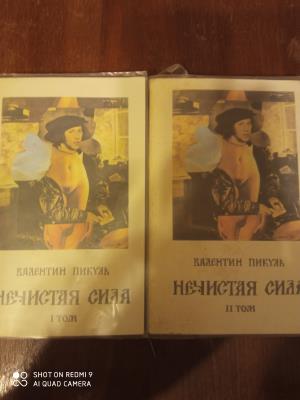 ВАЛЕНТИН ПИКУЛЬ
НЕЧИСТАЯ СИЛА
I ТОМ
ВАЛЕНТИН ПИКУЛЬ
НЕЧИСТАЯ СИЛА
II ТОМ
SHOT ON REDMI 9
AI QUAD CAMERA